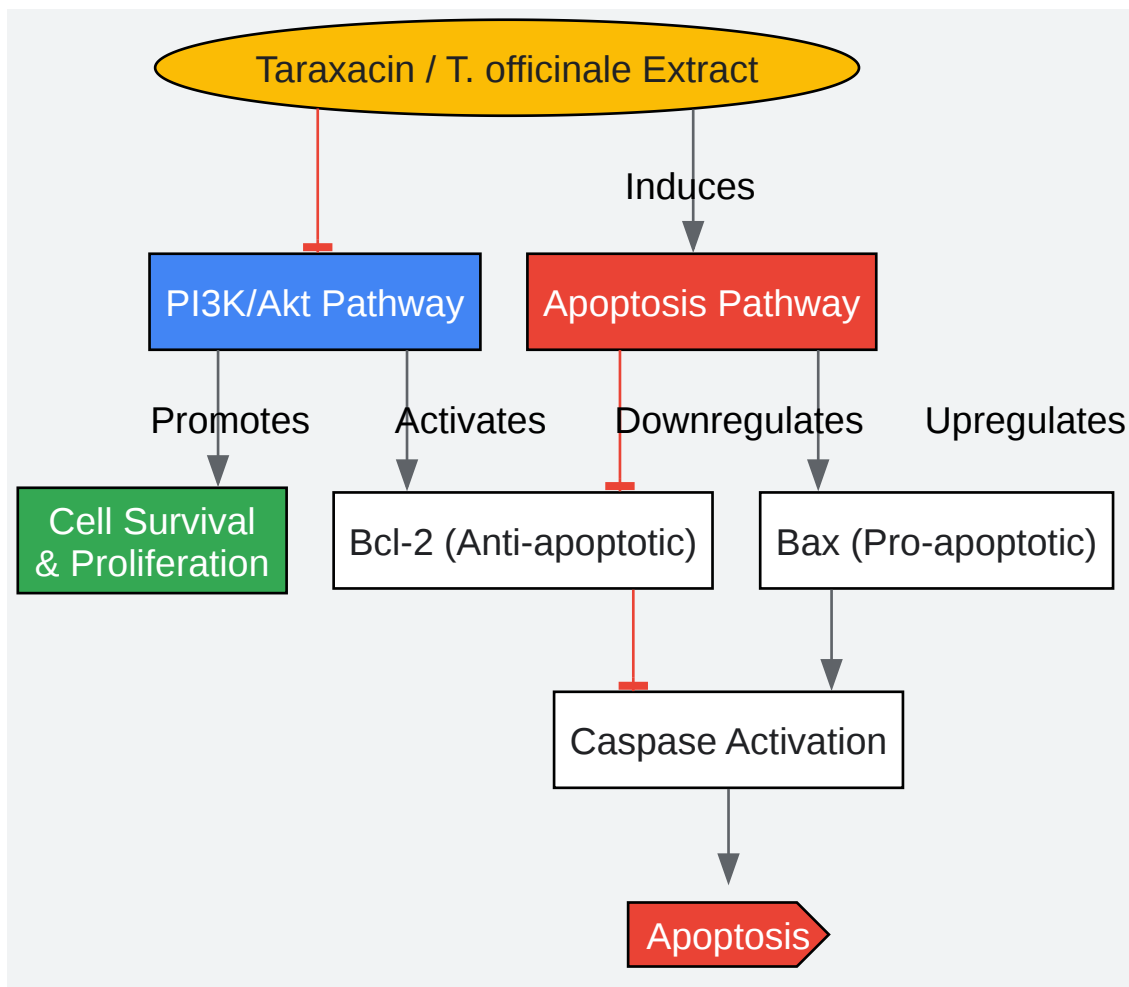 Taraxacin / T. officinale Extract
Induces
PI3K/Akt Pathway
Apoptosis Pathway
Promotes
Activates
Downregulates
Upregulates
Cell Survival
& Proliferation
Bcl-2 (Anti-apoptotic)
Bax (Pro-apoptotic)
Caspase Activation
Apoptosis